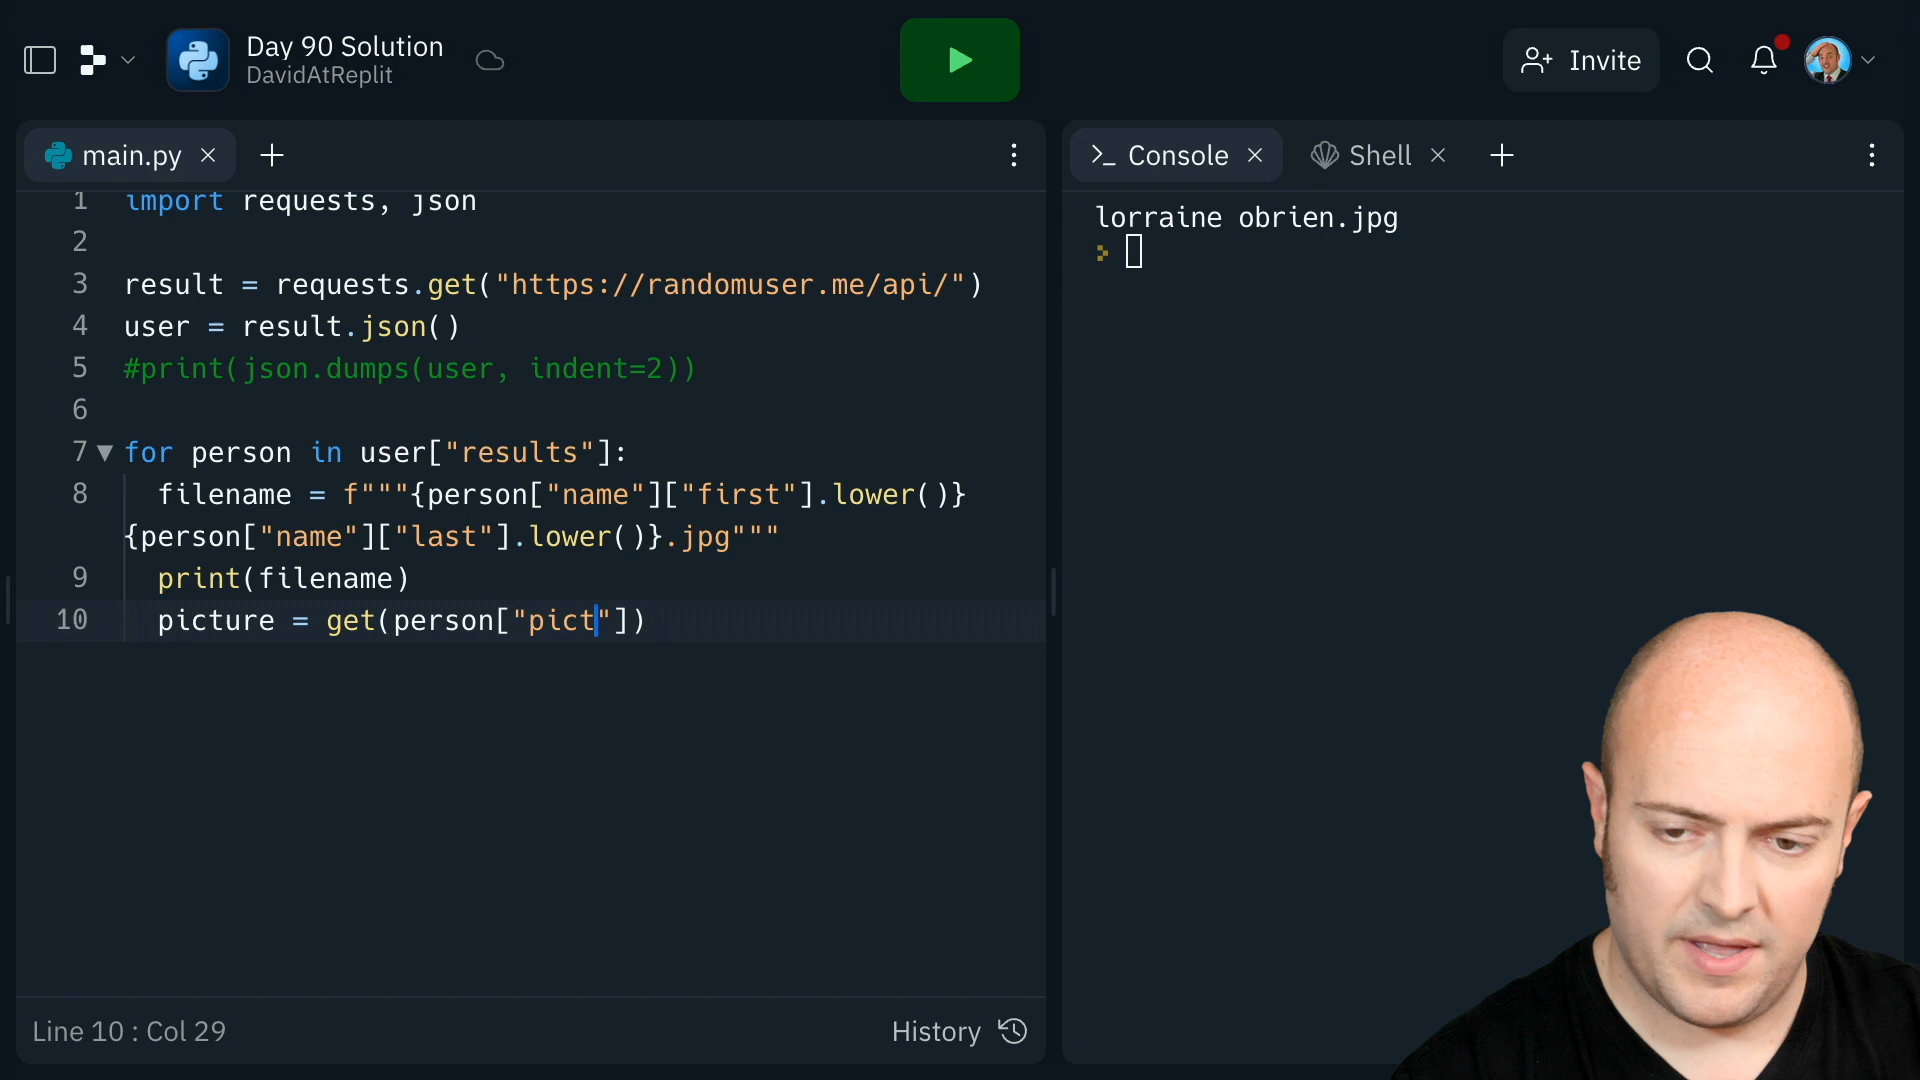 Day 90 Solution
DavidAtReplit
Invite
main.py
Console
Shell
1 import requests, json
2
3 result = requests.get("https://randomuser.me/api/")
4 user = result.json()
5 #print(json.dumps(user, indent=2))
6
7 for person in user["results"]:
8 filename = f"""{person["name"]["first"].lower()}
{person["name"]["last"].lower()}.jpg"""
9 print(filename)
10 picture = get(person["pict"])
Line 10 : Col 29
History
lorraine obrien.jpg